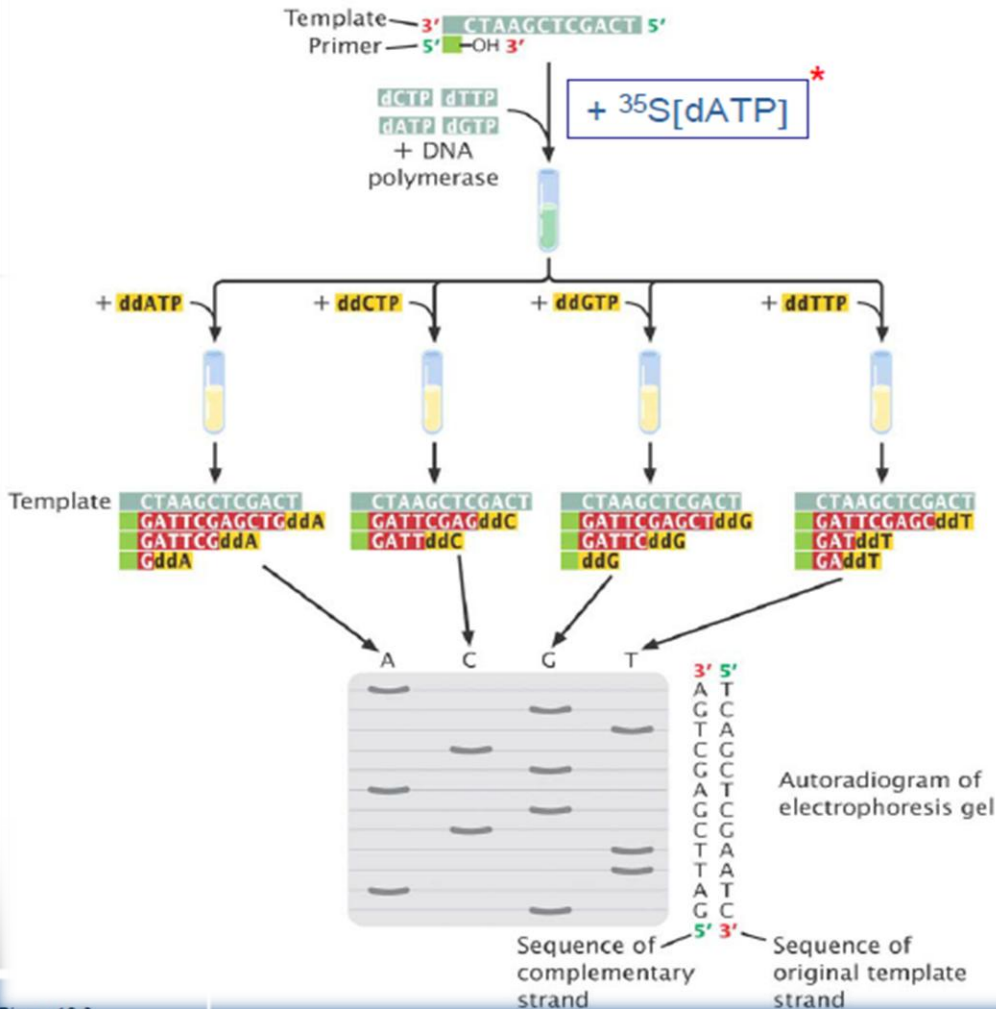 Template 3’ CTAAGCTCGACT 5’
Primer 5’ OH 3’
dCTP dTTP
dATP dGTP
+ DNA
polymerase
+ 35S[dATP] *
+ ddATP + ddCTP + ddGTP + ddTTP
Template CTAAGCTCGACT CTAAGCTCGACT CTAAGCTCGACT CTAAGCTCGACT
GATTCGAGCTGddA GATTCGAGddC GATTCGAGCTddG GATTCGAGCddT
GATTCGddA GATTddC GATTCddG GATddT
GddA ddG GAddT
A C G T
3’ 5’
A T
G C
T A
C G
G C
A T
G C
C G
T A
T A
A T
G C
5’ 3’
Autoradiogram of
electrophoresis gel
Sequence of
complementary
strand
Sequence of
original template
strand